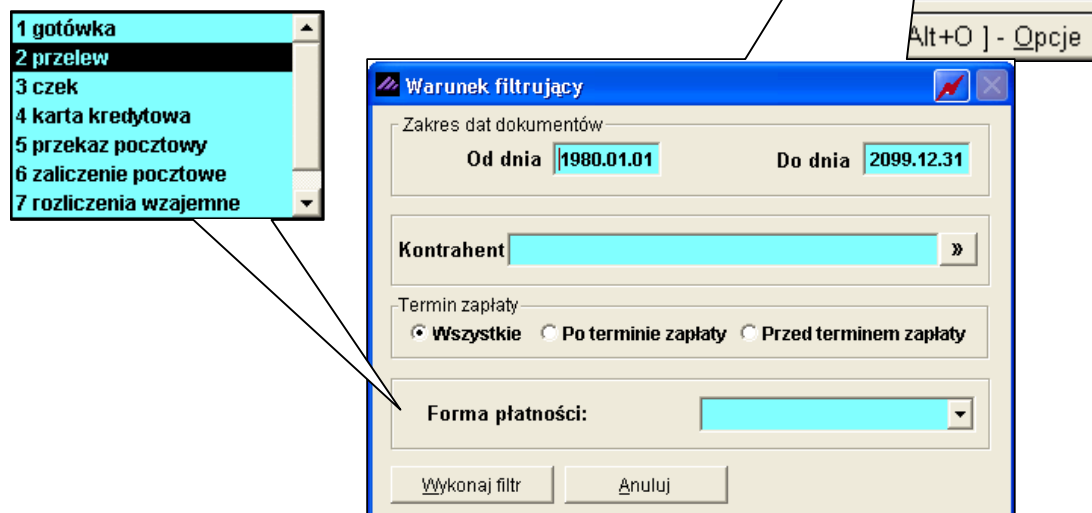 1 gotówka
2 przelew
3 czek
4 karta kredytowa
5 przekaz pocztowy
6 zaliczenie pocztowe
7 rozliczenia wzajemne
Alt+O ] - Opcje
Warunek filtrujący
Zakres dat dokumentów
Od dnia 1980.01.01 Do dnia 2099.12.31
Kontrahent »
Termin zapłaty
Wszystkie Po terminie zapłaty Przed terminem zapłaty
Forma płatności:
Wykonaj filtr Anuluj